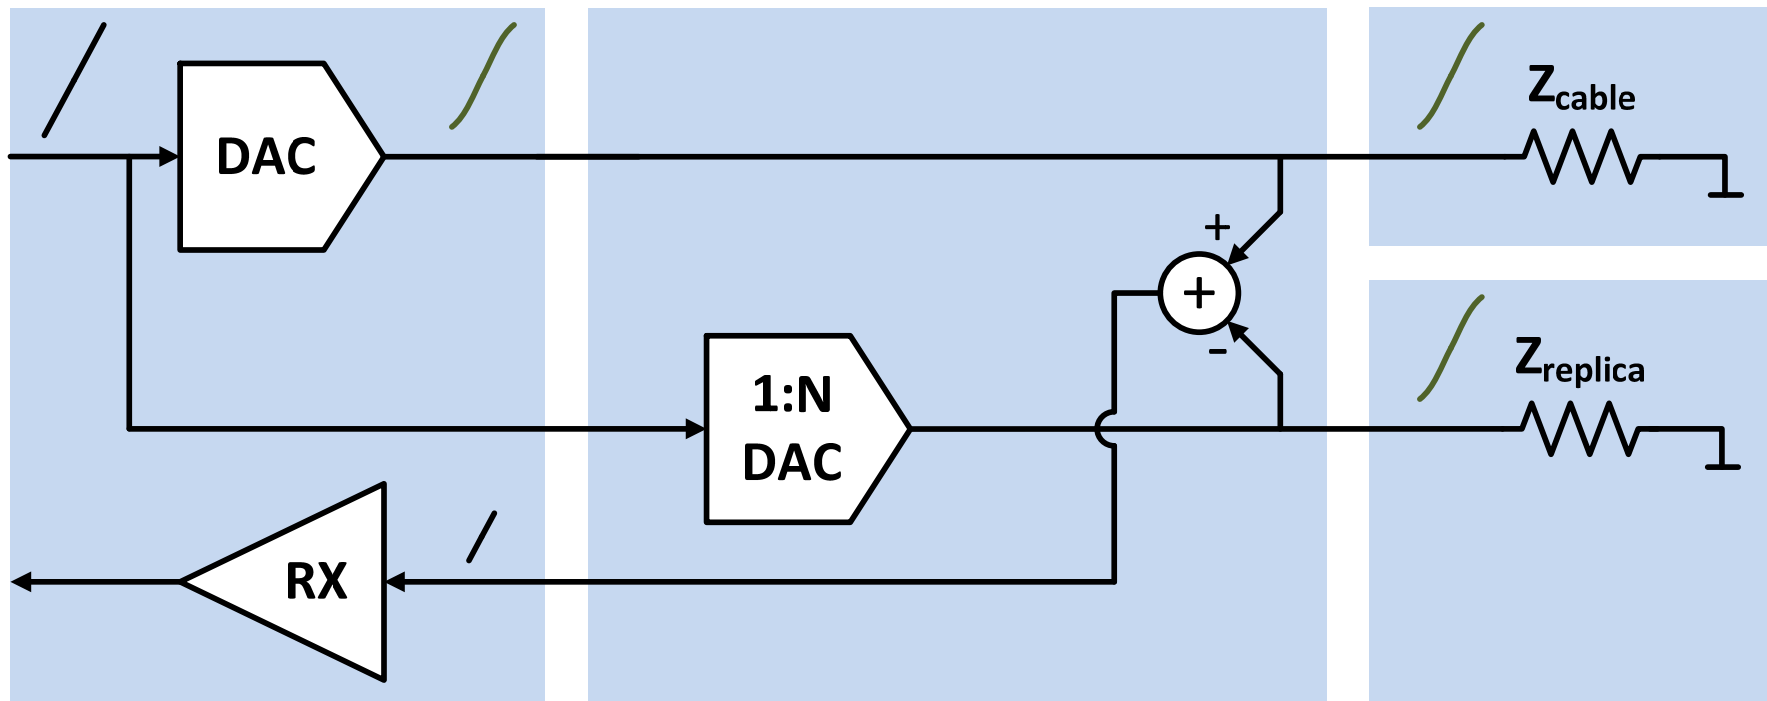 DAC
Zcable
+
+
-
1:N
DAC
Zreplica
RX